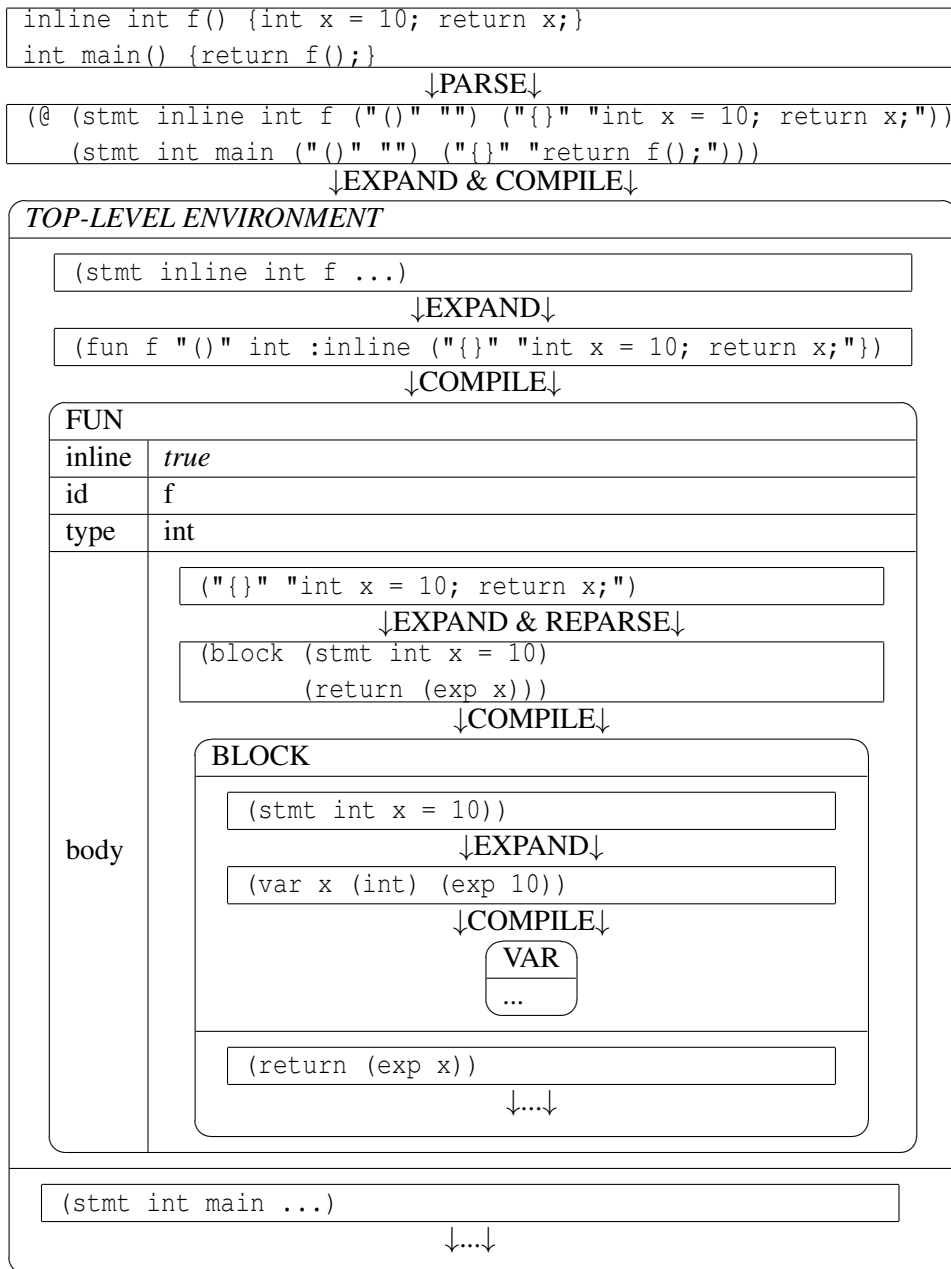 inline int f() {int x = 10; return x;}
int main() {return f();}
↓PARSE↓
(@ (stmt inline int f ("()" "") ("{}" "int x = 10; return x;"))
(stmt int main ("()" "") ("{}" "return f();")))
↓EXPAND & COMPILE↓
TOP-LEVEL ENVIRONMENT
(stmt inline int f ...)
↓EXPAND↓
(fun f "()" int :inline ("{}" "int x = 10; return x;"})
↓COMPILE↓
FUN
inline true
id f
type int
("{}" "int x = 10; return x;")
↓EXPAND & REPARSE↓
(block (stmt int x = 10)
(return (exp x)))
↓COMPILE↓
BLOCK
(stmt int x = 10))
↓EXPAND↓
body
(var x (int) (exp 10))
↓COMPILE↓
VAR
...
(return (exp x))
↓...↓
(stmt int main ...)
↓...↓